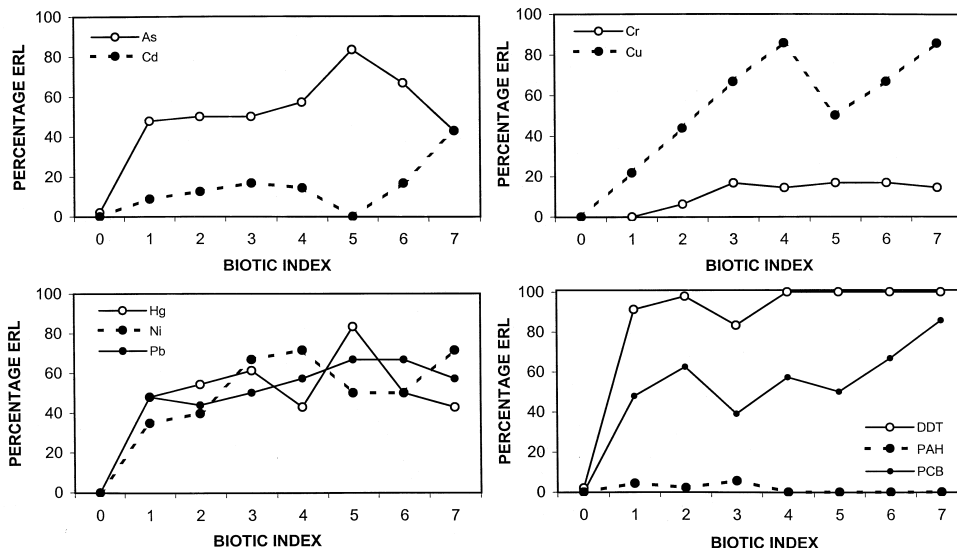 100
80
60
40
20
0
PERCENTAGE ERL
As
Cd
0 1 2 3 4 5 6 7
BIOTIC INDEX
100
80
60
40
20
0
PERCENTAGE ERL
Cr
Cu
0 1 2 3 4 5 6 7
BIOTIC INDEX
100
80
60
40
20
0
PERCENTAGE ERL
Hg
Ni
Pb
0 1 2 3 4 5 6 7
BIOTIC INDEX
100
80
60
40
20
0
PERCENTAGE ERL
DDT
PAH
PCB
0 1 2 3 4 5 6 7
BIOTIC INDEX